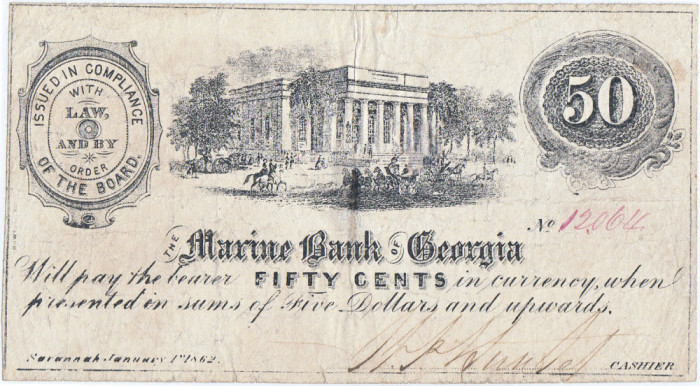 ISSUED IN COMPLIANCE
WITH
LAW,
AND BY
ORDER
OF THE BOARD.
50
No 12064
THE Marine Bank of Georgia
Will pay the bearer FIFTY CENTS in currency, when
presented in sums of Five Dollars and upwards.
Savannah January 1st 1862.
CASHIER